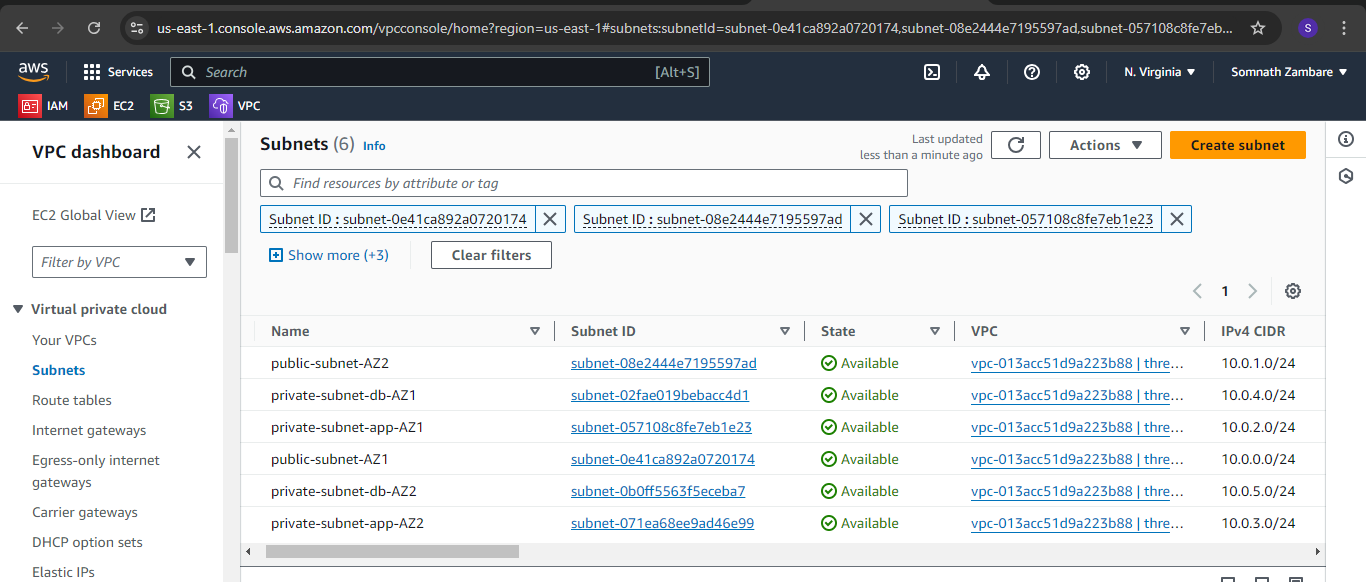 us-east-1.console.aws.amazon.com/vpcconsole/home?region=us-east-1#subnets:subnetId=subnet-0e41ca892a0720174,subnet-08e2444e7195597ad,subnet-057108c8fe7eb... S
aws Services Search [Alt+S] N. Virginia Somnath Zambare
IAM EC2 S3 VPC
VPC dashboard
EC2 Global View
Filter by VPC
Virtual private cloud
Your VPCs
Subnets
Route tables
Internet gateways
Egress-only internet
gateways
Carrier gateways
DHCP option sets
Elastic IPs
Subnets (6) Info
Last updated
less than a minute ago
Actions
Create subnet
Find resources by attribute or tag
Subnet ID : subnet-0e41ca892a0720174 Subnet ID : subnet-08e2444e7195597ad Subnet ID : subnet-057108c8fe7eb1e23
Show more (+3) Clear filters
1
Name Subnet ID State VPC IPv4 CIDR
public-subnet-AZ2 subnet-08e2444e7195597ad Available vpc-013acc51d9a223b88 | thre... 10.0.1.0/24
private-subnet-db-AZ1 subnet-02fae019bebacc4d1 Available vpc-013acc51d9a223b88 | thre... 10.0.4.0/24
private-subnet-app-AZ1 subnet-057108c8fe7eb1e23 Available vpc-013acc51d9a223b88 | thre... 10.0.2.0/24
public-subnet-AZ1 subnet-0e41ca892a0720174 Available vpc-013acc51d9a223b88 | thre... 10.0.0.0/24
private-subnet-db-AZ2 subnet-0b0ff5563f5eceba7 Available vpc-013acc51d9a223b88 | thre... 10.0.5.0/24
private-subnet-app-AZ2 subnet-071ea68ee9ad46e99 Available vpc-013acc51d9a223b88 | thre... 10.0.3.0/24